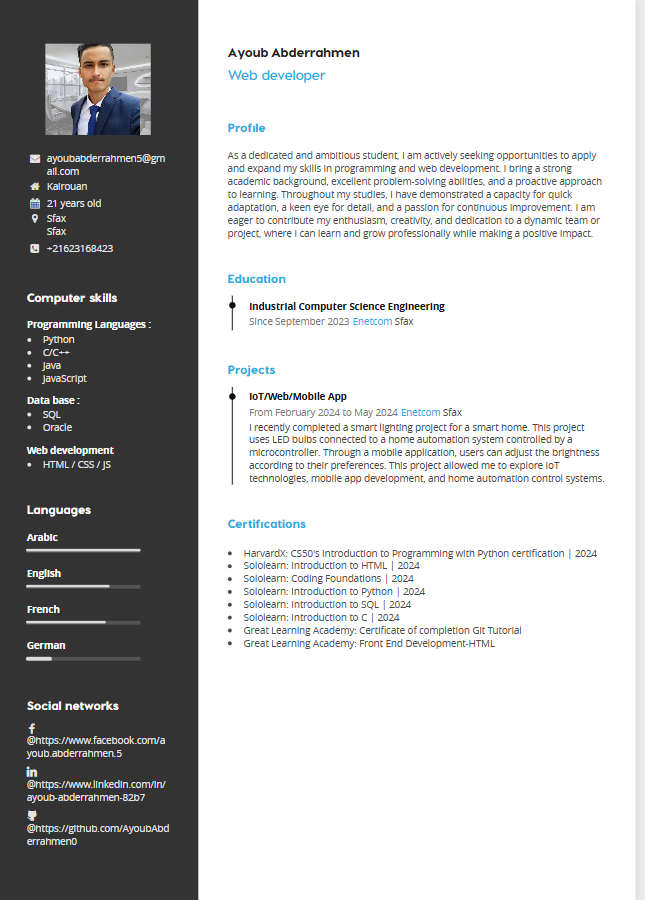 ayoubabderrahmen5@gm
ail.com
Kairouan
21 years old
Sfax
Sfax
+21623168423
Computer skills
Programming Languages :
Python
C/C++
Java
JavaScript
Data base :
SQL
Oracle
Web development
HTML / CSS / JS
Languages
Arabic
English
French
German
Social networks
@https://www.facebook.com/a
youb.abderrahmen.5
@https://www.linkedin.com/in/
ayoub-abderrahmen-82b7
@https://github.com/AyoubAbd
errahmen0
Ayoub Abderrahmen
Web developer
Profile
As a dedicated and ambitious student, I am actively seeking opportunities to apply
and expand my skills in programming and web development. I bring a strong
academic background, excellent problem-solving abilities, and a proactive approach
to learning. Throughout my studies, I have demonstrated a capacity for quick
adaptation, a keen eye for detail, and a passion for continuous improvement. I am
eager to contribute my enthusiasm, creativity, and dedication to a dynamic team or
project, where I can learn and grow professionally while making a positive impact.
Education
Industrial Computer Science Engineering
Since September 2023 Enetcom Sfax
Projects
IoT/Web/Mobile App
From February 2024 to May 2024 Enetcom Sfax
I recently completed a smart lighting project for a smart home. This project
uses LED bulbs connected to a home automation system controlled by a
microcontroller. Through a mobile application, users can adjust the brightness
according to their preferences. This project allowed me to explore IoT
technologies, mobile app development, and home automation control systems.
Certifications
HarvardX: CS50's Introduction to Programming with Python certification | 2024
Sololearn: Introduction to HTML | 2024
Sololearn: Coding Foundations | 2024
Sololearn: Introduction to Python | 2024
Sololearn: Introduction to SQL | 2024
Sololearn: Introduction to C | 2024
Great Learning Academy: Certificate of completion Git Tutorial
Great Learning Academy: Front End Development-HTML